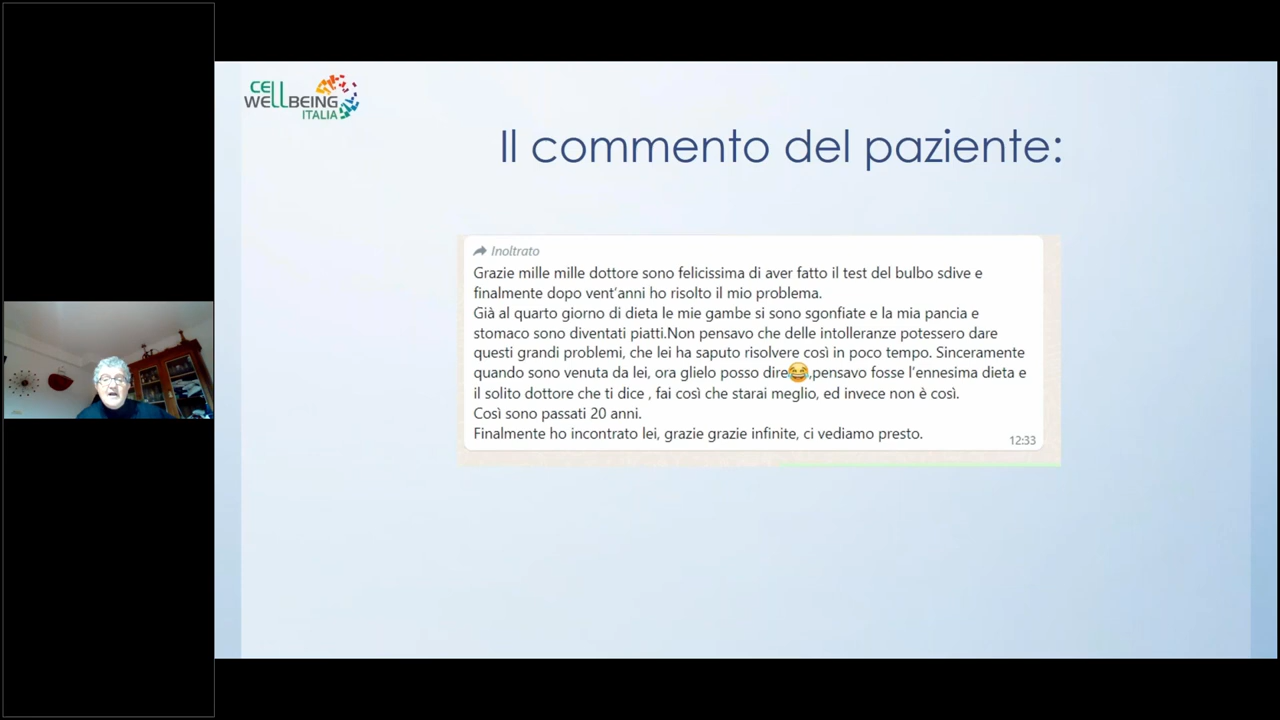 CELL
WELLBEING
ITALIA
Il commento del paziente:
Inoltrato
Grazie mille mille dottore sono felicissima di aver fatto il test del bulbo sdive e
finalmente dopo vent'anni ho risolto il mio problema.
Già al quarto giorno di dieta le mie gambe si sono sgonfiate e la mia pancia e
stomaco sono diventati piatti.Non pensavo che delle intolleranze potessero dare
questi grandi problemi, che lei ha saputo risolvere così in poco tempo. Sinceramente
quando sono venuta da lei, ora glielo posso dire😂,pensavo fosse l'ennesima dieta e
il solito dottore che ti dice , fai così che starai meglio, ed invece non è così.
Così sono passati 20 anni.
Finalmente ho incontrato lei, grazie grazie infinite, ci vediamo presto.
12:33